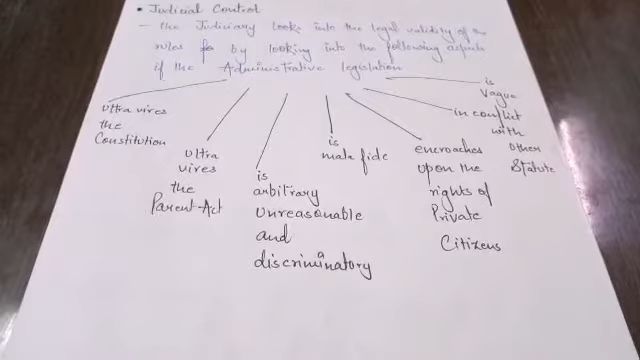 • Judicial Control
- the Judiciary looks into the legal validity of the
rules by looking into the following aspects
if the Administrative legislation
ultra vires
the
Constitution
ultra
vires
the
Parent Act
is
arbitrary
unreasonable
and
discriminatory
is
mala fide
encroaches
upon the
rights of
Private
Citizens
in conflict
with
other
Statute
is
Vague